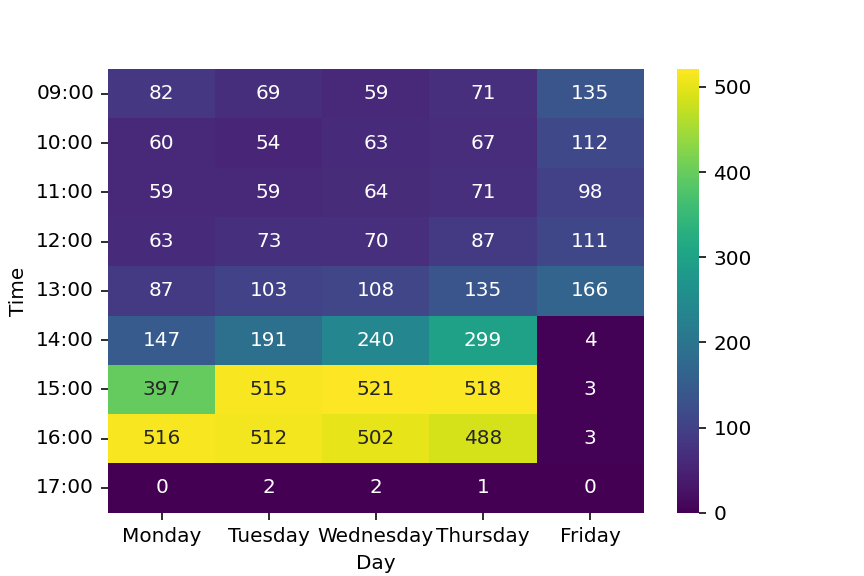 09:00 82 69 59 71 135
10:00 60 54 63 67 112
11:00 59 59 64 71 98
12:00 63 73 70 87 111
13:00 87 103 108 135 166
14:00 147 191 240 299 4
15:00 397 515 521 518 3
16:00 516 512 502 488 3
17:00 0 2 2 1 0
Time
Monday Tuesday Wednesday Thursday Friday
Day
500
400
300
200
100
0